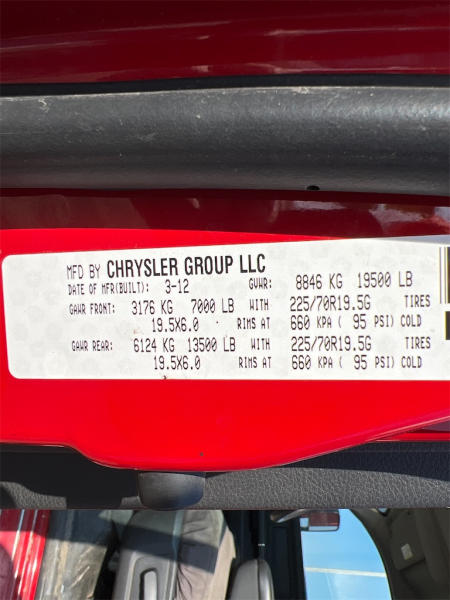 MFD BY CHRYSLER GROUP LLC
DATE OF MFR(BUILT): 3-12 GVWR: 8846 KG 19500 LB
GAWR FRONT: 3176 KG 7000 LB WITH 225/70R19.5G TIRES
19.5X6.0 RIMS AT 660 KPA ( 95 PSI) COLD
GAWR REAR: 6124 KG 13500 LB WITH 225/70R19.5G TIRES
19.5X6.0 RIMS AT 660 KPA ( 95 PSI) COLD